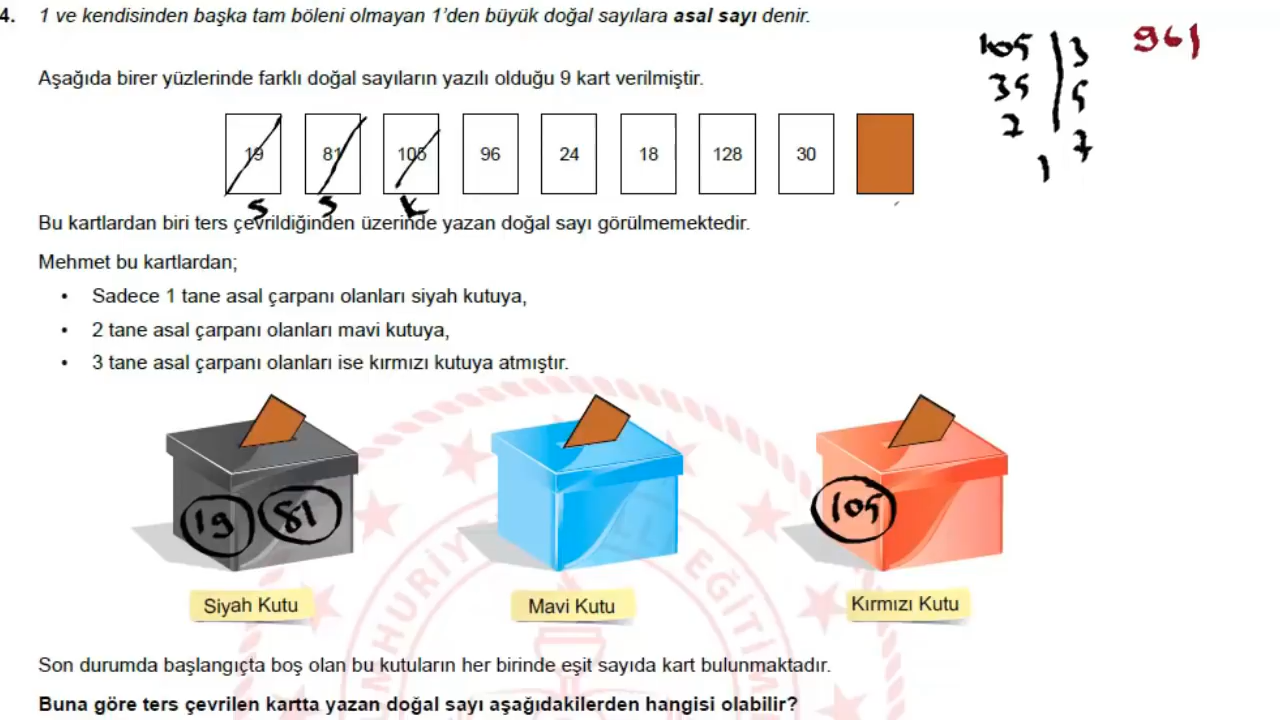 4. 1 ve kendisinden başka tam böleni olmayan 1'den büyük doğal sayılara asal sayı denir.
105 3
35 5
7 7
1
961
Aşağıda birer yüzlerinde farklı doğal sayıların yazılı olduğu 9 kart verilmiştir.
19 81 105 96 24 18 128 30
S S K
Bu kartlardan biri ters çevrildiğinden üzerinde yazan doğal sayı görülmemektedir.
Mehmet bu kartlardan;
• Sadece 1 tane asal çarpanı olanları siyah kutuya,
• 2 tane asal çarpanı olanları mavi kutuya,
• 3 tane asal çarpanı olanları ise kırmızı kutuya atmıştır.
19 81 105
Siyah Kutu Mavi Kutu Kırmızı Kutu
Son durumda başlangıçta boş olan bu kutuların her birinde eşit sayıda kart bulunmaktadır.
Buna göre ters çevrilen kartta yazan doğal sayı aşağıdakilerden hangisi olabilir?